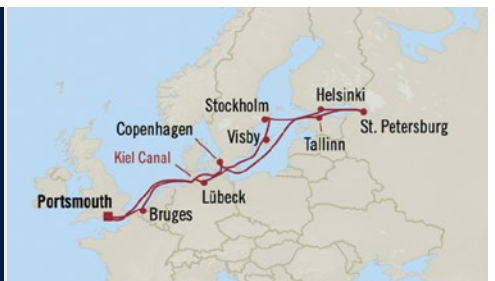 Helsinki
Stockholm
St. Petersburg
Copenhagen
Visby
Tallinn
Kiel Canal
Portsmouth
Lübeck
Bruges